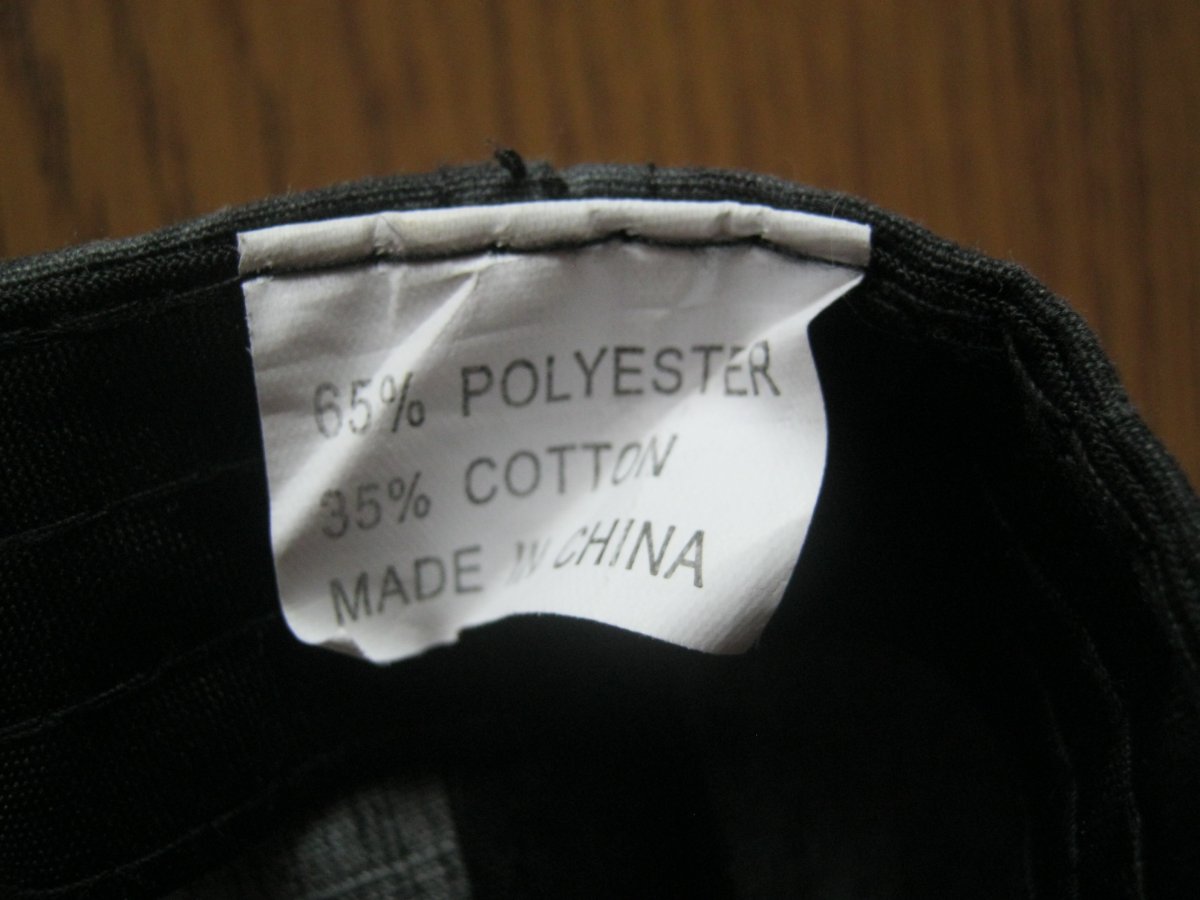 65% POLYESTER
35% COTTON
MADE IN CHINA